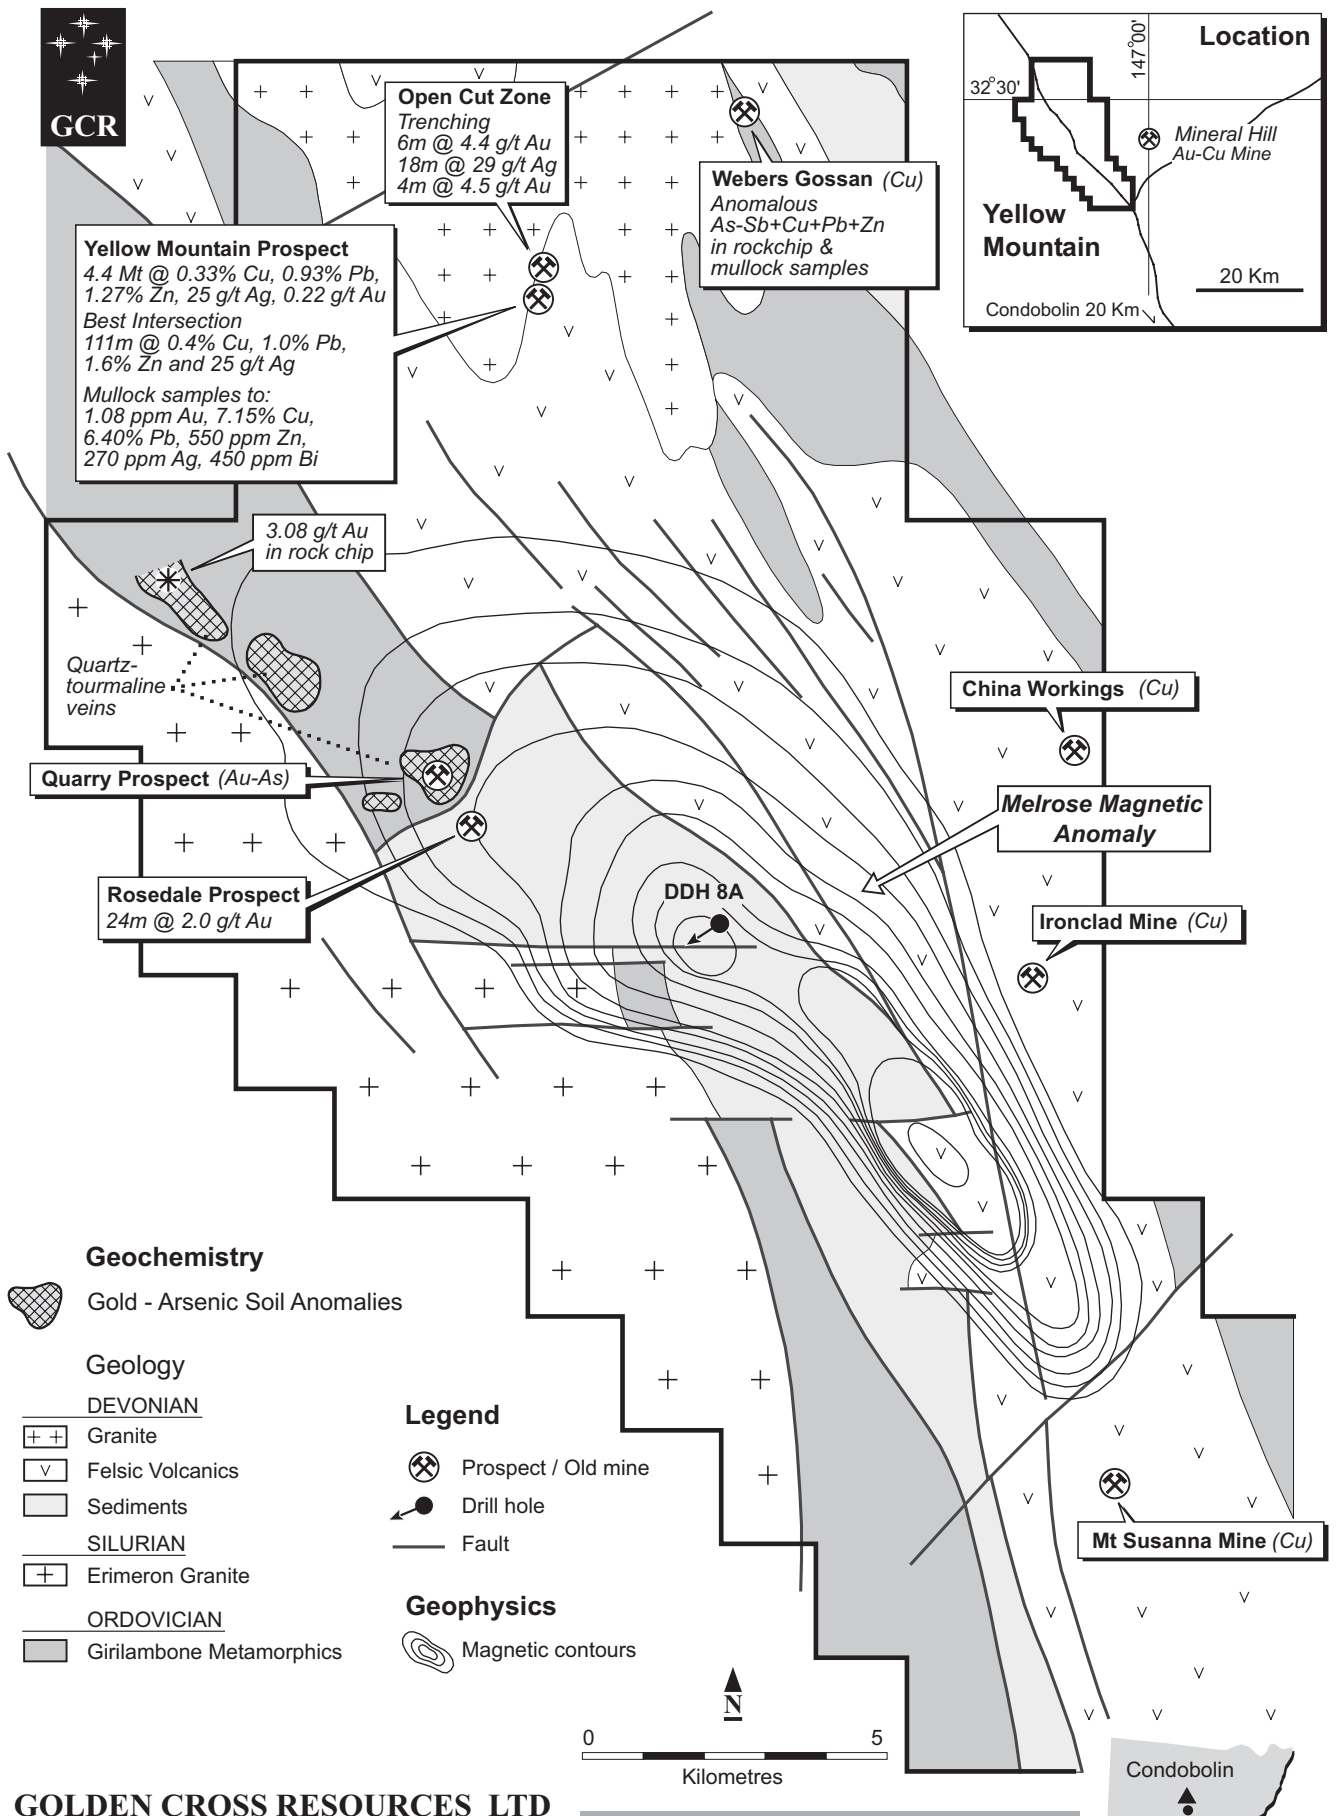 GCR
Open Cut Zone
Trenching
6m @ 4.4 g/t Au
18m @ 29 g/t Ag
4m @ 4.5 g/t Au
Webers Gossan (Cu)
Anomalous
As-Sb+Cu+Pb+Zn
in rockchip &
mullock samples
Location
147°00'
32°30'
Mineral Hill
Au-Cu Mine
Yellow
Mountain
20 Km
Condobolin 20 Km
Yellow Mountain Prospect
4.4 Mt @ 0.33% Cu, 0.93% Pb,
1.27% Zn, 25 g/t Ag, 0.22 g/t Au
Best Intersection
111m @ 0.4% Cu, 1.0% Pb,
1.6% Zn and 25 g/t Ag
Mullock samples to:
1.08 ppm Au, 7.15% Cu,
6.40% Pb, 550 ppm Zn,
270 ppm Ag, 450 ppm Bi
3.08 g/t Au
in rock chip
Quartz-
tourmaline
veins
China Workings (Cu)
Quarry Prospect (Au-As)
Melrose Magnetic
Anomaly
Rosedale Prospect
24m @ 2.0 g/t Au
DDH 8A
Ironclad Mine (Cu)
Mt Susanna Mine (Cu)
Geochemistry
Gold - Arsenic Soil Anomalies
Geology
DEVONIAN
Granite
Felsic Volcanics
Sediments
SILURIAN
Erimeron Granite
ORDOVICIAN
Girilambone Metamorphics
Legend
Prospect / Old mine
Drill hole
Fault
Geophysics
Magnetic contours
N
0 5
Kilometres
Condobolin
GOLDEN CROSS RESOURCES LTD